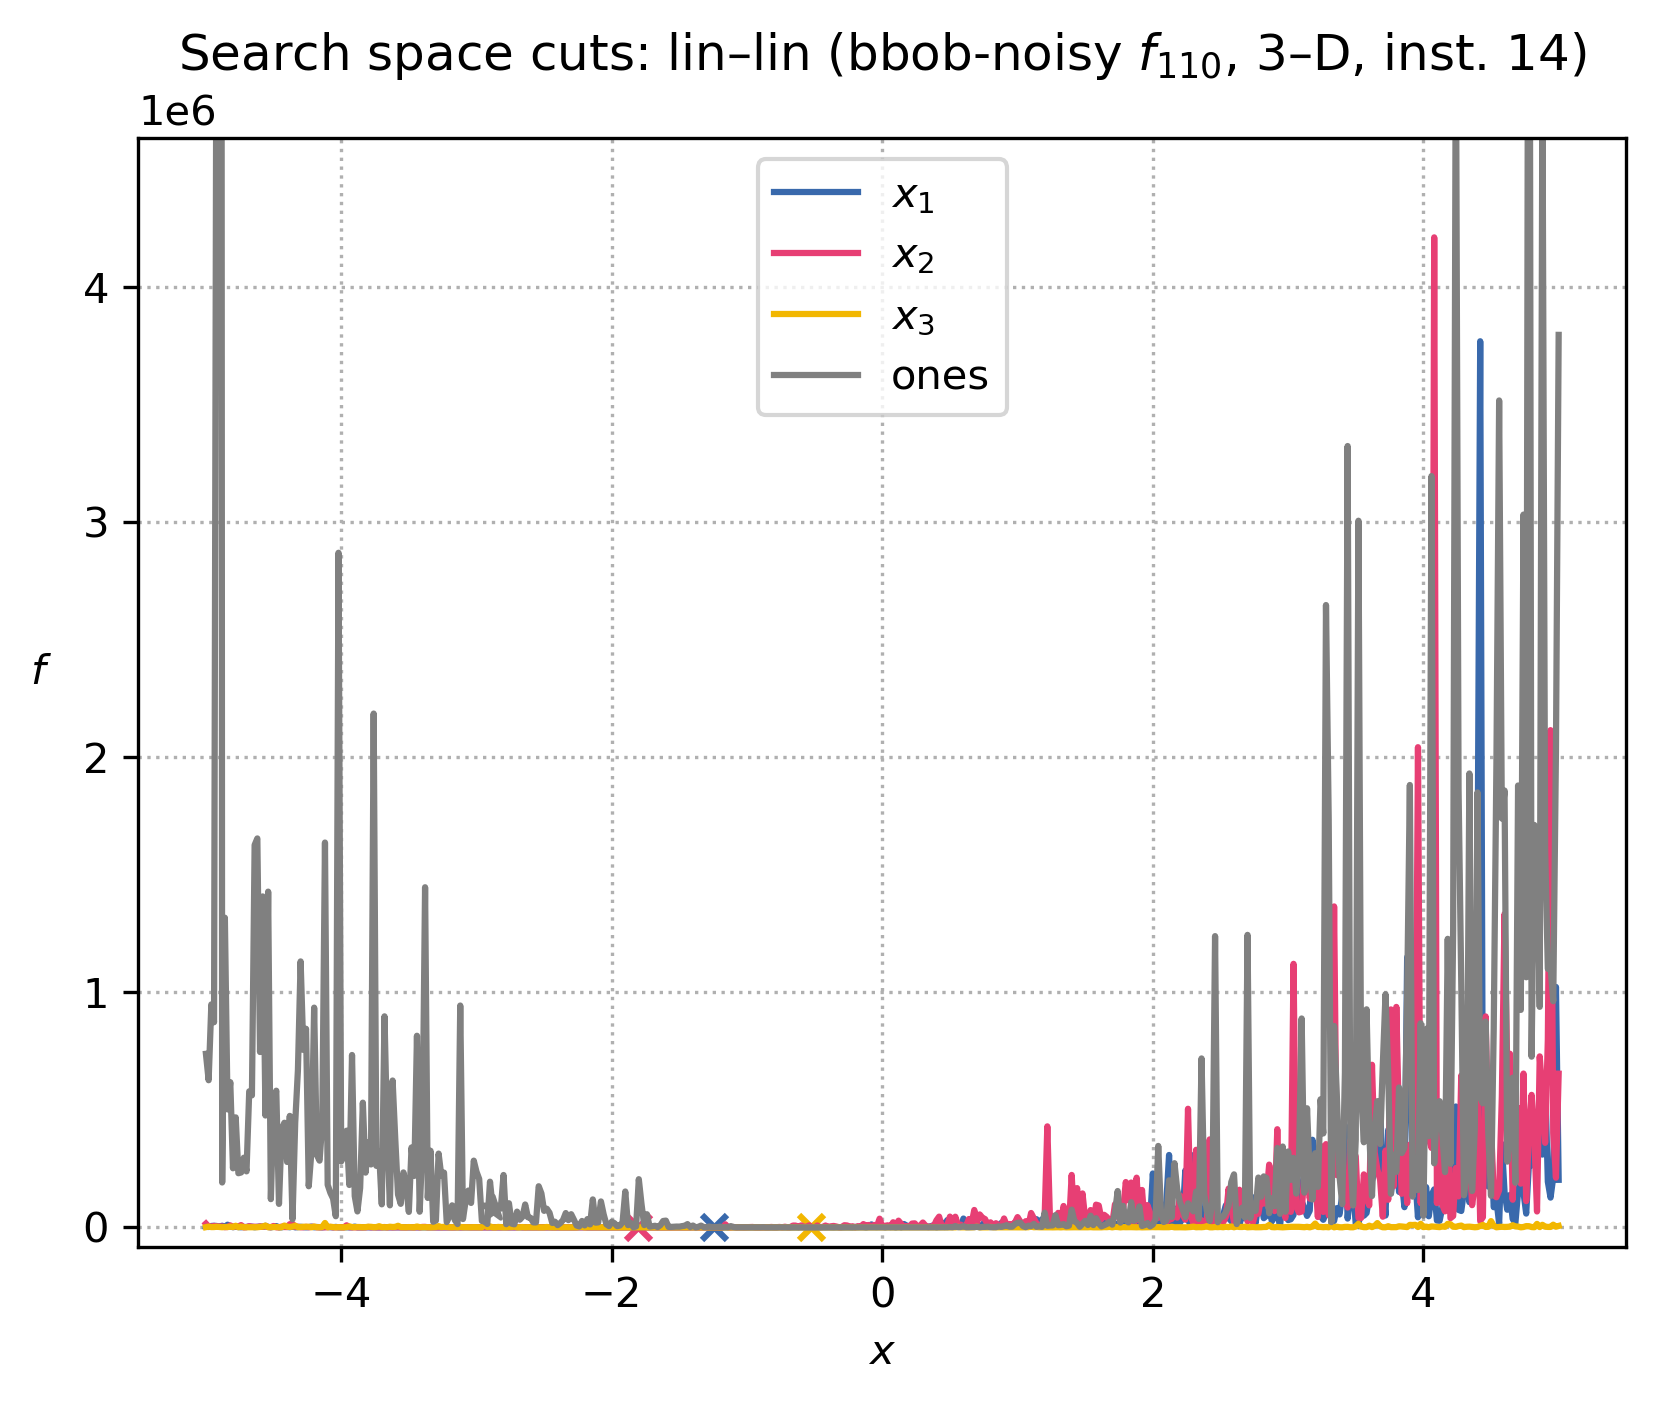 Search space cuts: lin–lin (bbob-noisy f₁₁₀, 3–D, inst. 14)
1e6
x₁
x₂
x₃
ones
4
3
2
1
0
f
−4
−2
0
2
4
x